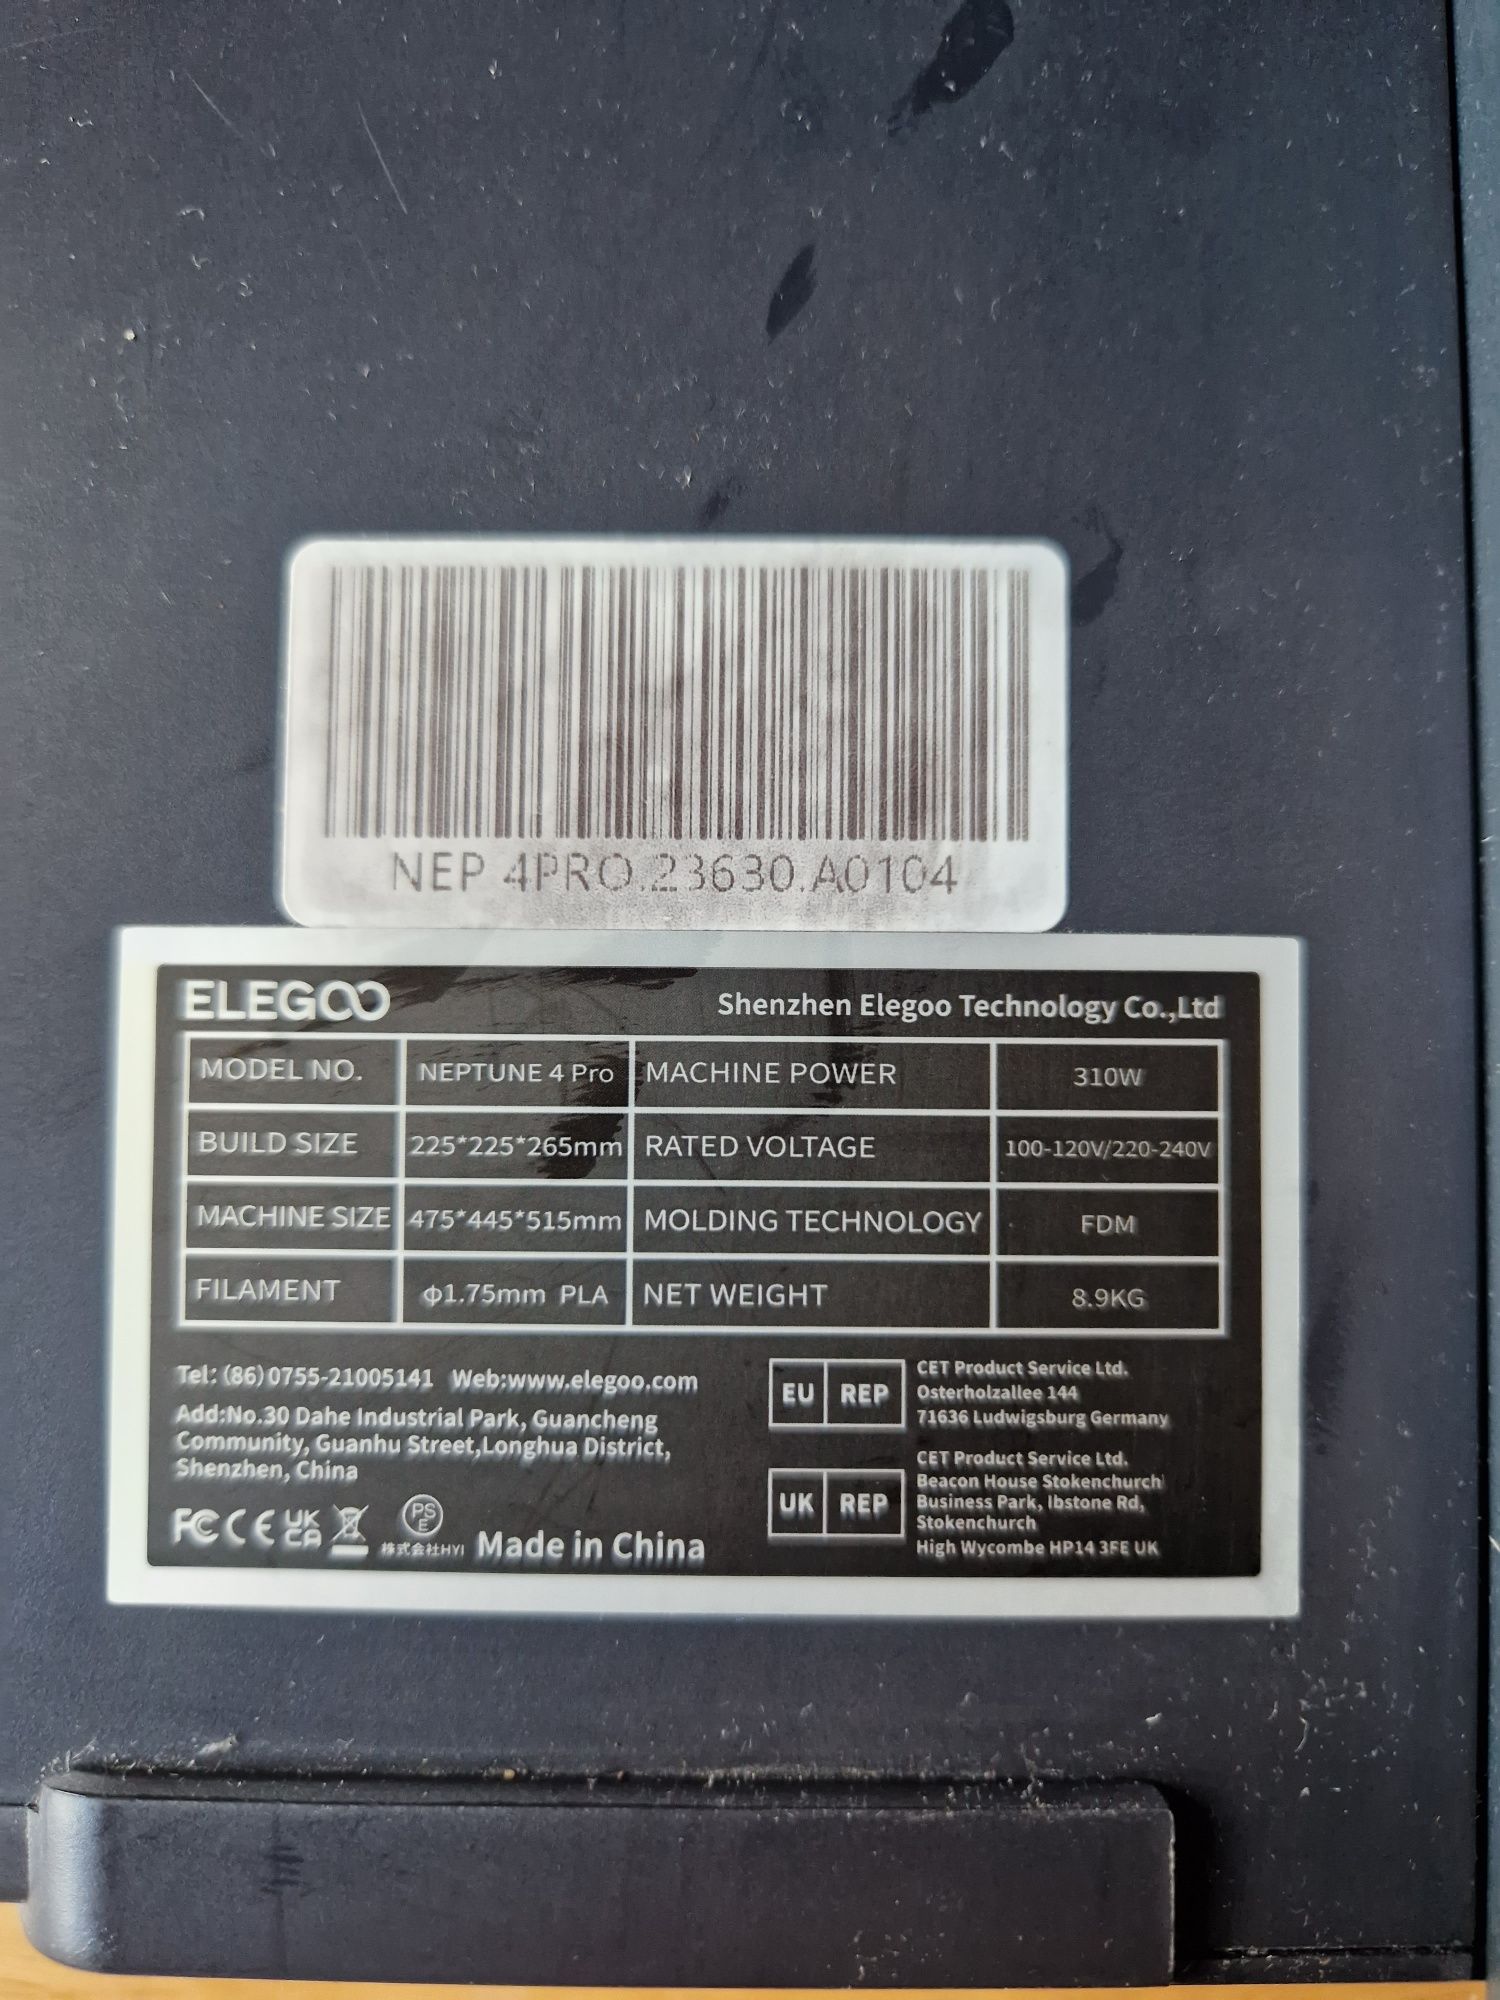 NEP 4PRO.23630.A0104
ELEGOO
Shenzhen Elegoo Technology Co.,Ltd
MODEL NO. NEPTUNE 4 Pro MACHINE POWER 310W
BUILD SIZE 225*225*265mm RATED VOLTAGE 100-120V/220-240V
MACHINE SIZE 475*445*515mm MOLDING TECHNOLOGY FDM
FILAMENT ϕ1.75mm PLA NET WEIGHT 8.9KG
Tel: (86)0755-21005141 Web:www.elegoo.com
Add:No.30 Dahe Industrial Park, Guancheng
Community, Guanhu Street,Longhua District,
Shenzhen, China
FC CE UK CA PS E
株式会社HYI
Made in China
EU REP
CET Product Service Ltd.
Osterholzallee 144
71636 Ludwigsburg Germany
UK REP
CET Product Service Ltd.
Beacon House Stokenchurch
Business Park, Ibstone Rd,
Stokenchurch
High Wycombe HP14 3FE UK